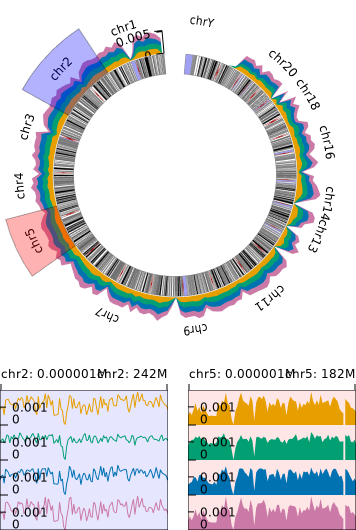 chrY
chr1
0.005
0
chr2
chr20
chr18
chr3
chr16
chr4
chr14
chr13
chr5
chr11
chr7
chr9
chr2: 0.000001M
chr2: 242M
chr5: 0.000001M
chr5: 182M
0.001
0
0.001
0
0.001
0
0.001
0
0.001
0
0.001
0
0.001
0
0.001
0